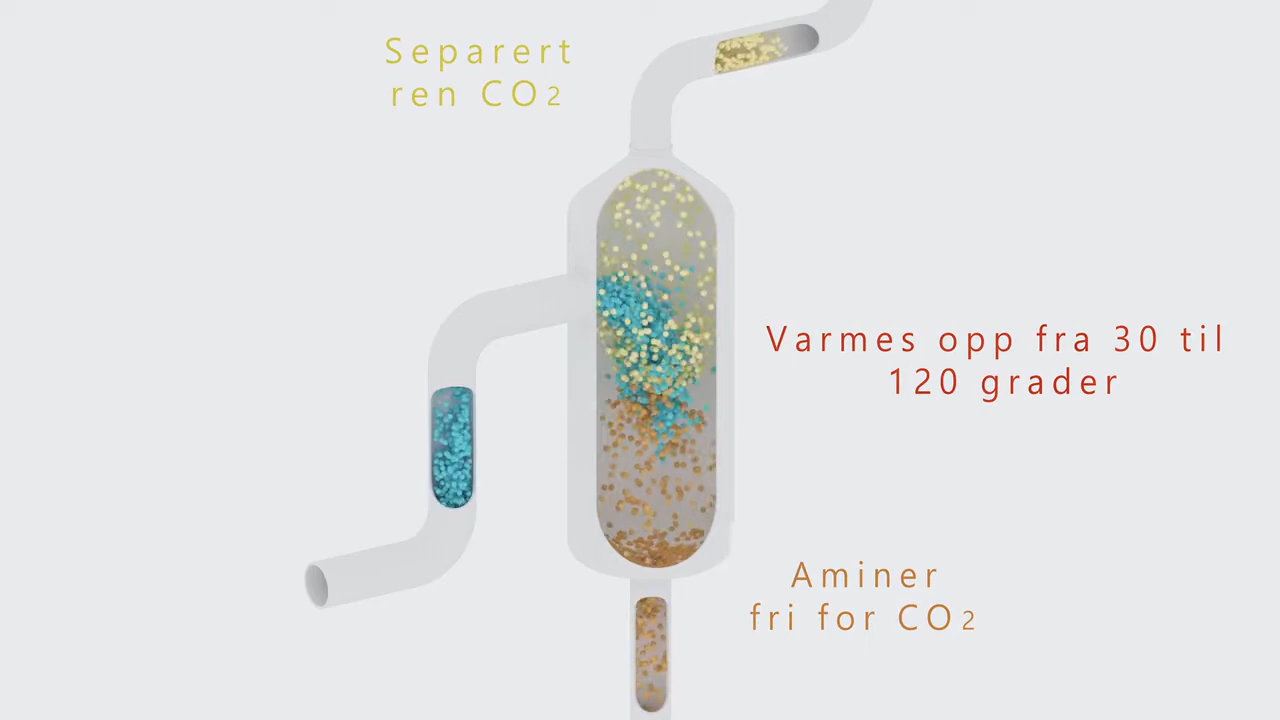 Separert
ren CO2
Varmes opp fra 30 til
120 grader
Aminer
fri for CO2